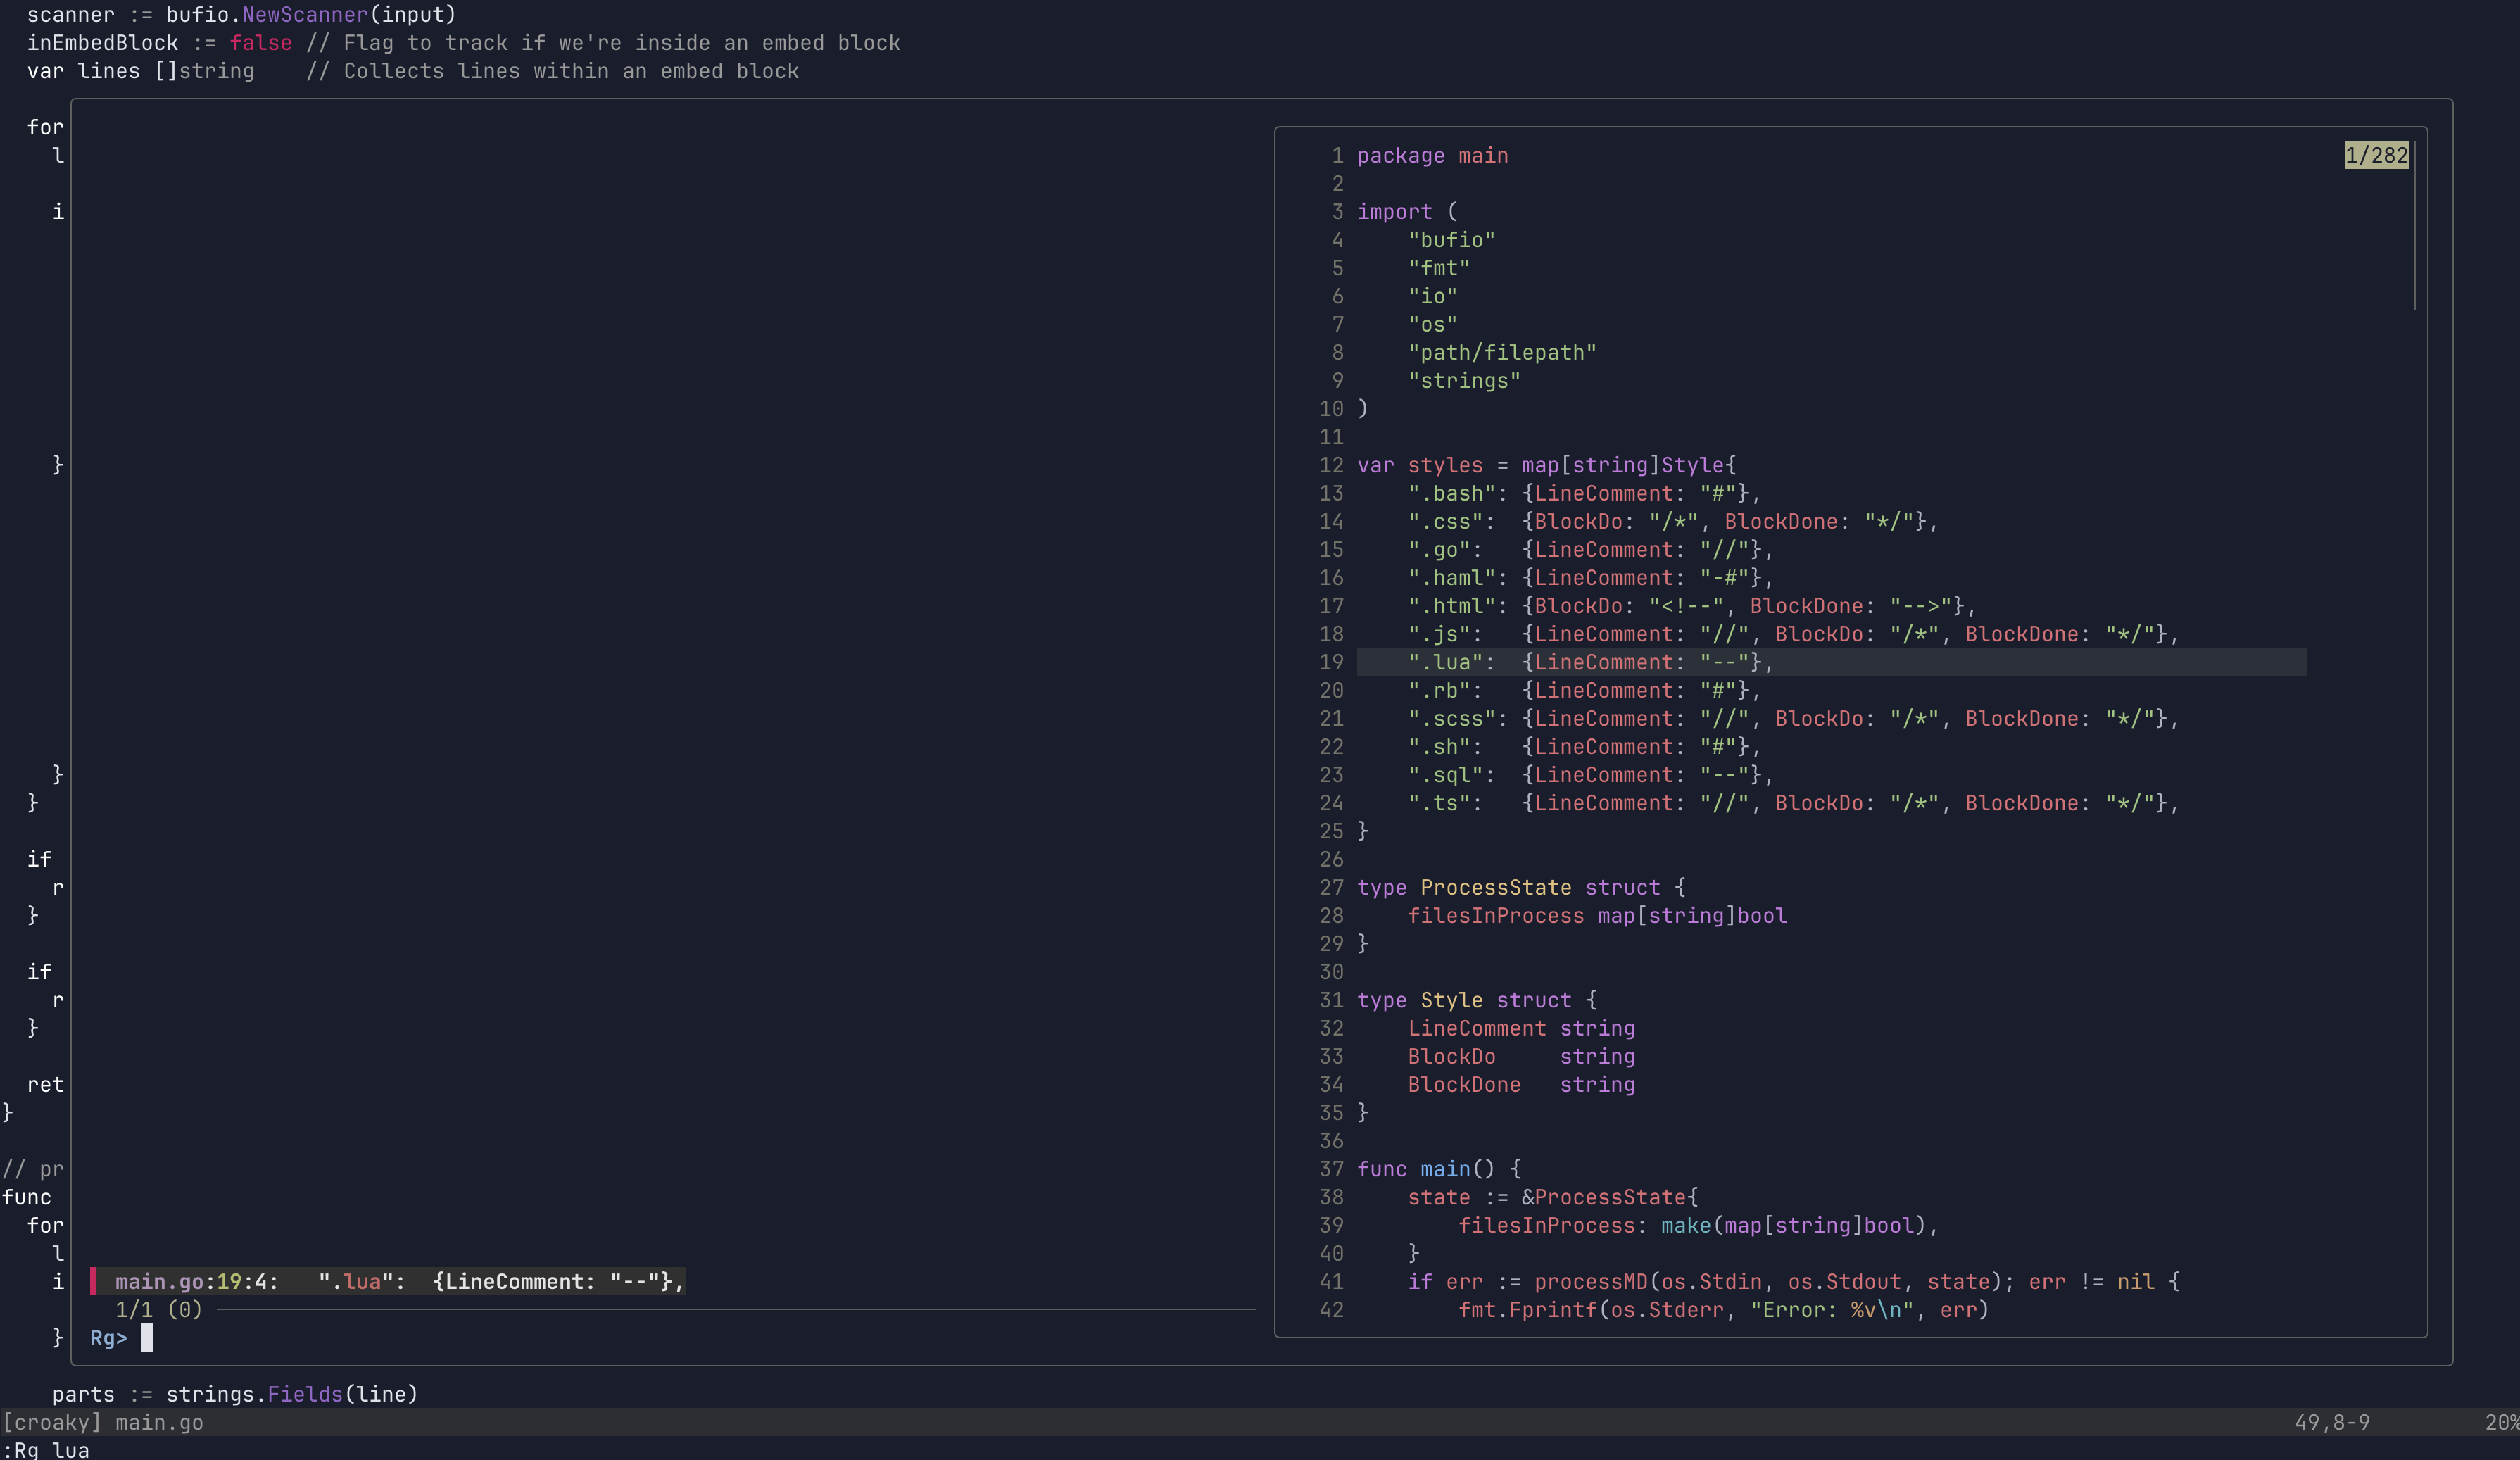 scanner := bufio.NewScanner(input)
inEmbedBlock := false // Flag to track if we're inside an embed block
var lines []string    // Collects lines within an embed block
for
l
i
}
}
}
if
r
}
if
r
}
ret
}
// pr
func
for
l
i
}
main.go:19:4:   ".lua":  {LineComment: "--"},
1/1 (0)
Rg>
1/282
1 package main
2
3 import (
4     "bufio"
5     "fmt"
6     "io"
7     "os"
8     "path/filepath"
9     "strings"
10 )
11
12 var styles = map[string]Style{
13     ".bash": {LineComment: "#"},
14     ".css":  {BlockDo: "/*", BlockDone: "*/"},
15     ".go":   {LineComment: "//"},
16     ".haml": {LineComment: "-#"},
17     ".html": {BlockDo: "<!--", BlockDone: "-->"},
18     ".js":   {LineComment: "//", BlockDo: "/*", BlockDone: "*/"},
19     ".lua":  {LineComment: "--"},
20     ".rb":   {LineComment: "#"},
21     ".scss": {LineComment: "//", BlockDo: "/*", BlockDone: "*/"},
22     ".sh":   {LineComment: "#"},
23     ".sql":  {LineComment: "--"},
24     ".ts":   {LineComment: "//", BlockDo: "/*", BlockDone: "*/"},
25 }
26
27 type ProcessState struct {
28     filesInProcess map[string]bool
29 }
30
31 type Style struct {
32     LineComment string
33     BlockDo     string
34     BlockDone   string
35 }
36
37 func main() {
38     state := &ProcessState{
39         filesInProcess: make(map[string]bool),
40     }
41     if err := processMD(os.Stdin, os.Stdout, state); err != nil {
42         fmt.Fprintf(os.Stderr, "Error: %v\n", err)
parts := strings.Fields(line)
[croaky] main.go 49,8-9 20%
:Rg lua